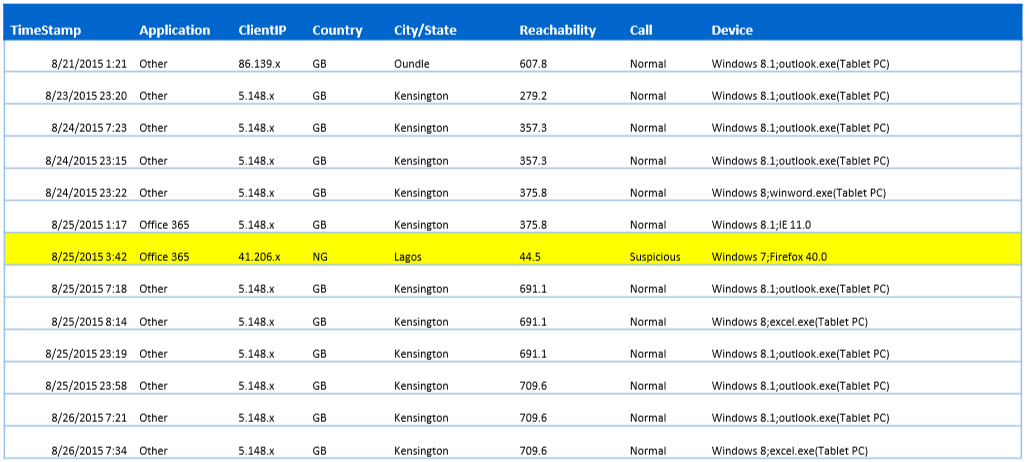 TimeStamp Application ClientIP Country City/State Reachability Call Device
8/21/2015 1:21 Other 86.139.x GB Oundle 607.8 Normal Windows 8.1;outlook.exe(Tablet PC)
8/23/2015 23:20 Other 5.148.x GB Kensington 279.2 Normal Windows 8.1;outlook.exe(Tablet PC)
8/24/2015 7:23 Other 5.148.x GB Kensington 357.3 Normal Windows 8.1;outlook.exe(Tablet PC)
8/24/2015 23:15 Other 5.148.x GB Kensington 357.3 Normal Windows 8.1;outlook.exe(Tablet PC)
8/24/2015 23:22 Other 5.148.x GB Kensington 375.8 Normal Windows 8;winword.exe(Tablet PC)
8/25/2015 1:17 Office 365 5.148.x GB Kensington 375.8 Normal Windows 8.1;IE 11.0
8/25/2015 3:42 Office 365 41.206.x NG Lagos 44.5 Suspicious Windows 7;Firefox 40.0
8/25/2015 7:18 Other 5.148.x GB Kensington 691.1 Normal Windows 8.1;outlook.exe(Tablet PC)
8/25/2015 8:14 Other 5.148.x GB Kensington 691.1 Normal Windows 8;excel.exe(Tablet PC)
8/25/2015 23:19 Other 5.148.x GB Kensington 691.1 Normal Windows 8.1;outlook.exe(Tablet PC)
8/25/2015 23:58 Other 5.148.x GB Kensington 709.6 Normal Windows 8.1;outlook.exe(Tablet PC)
8/26/2015 7:21 Other 5.148.x GB Kensington 709.6 Normal Windows 8.1;outlook.exe(Tablet PC)
8/26/2015 7:34 Other 5.148.x GB Kensington 709.6 Normal Windows 8;excel.exe(Tablet PC)